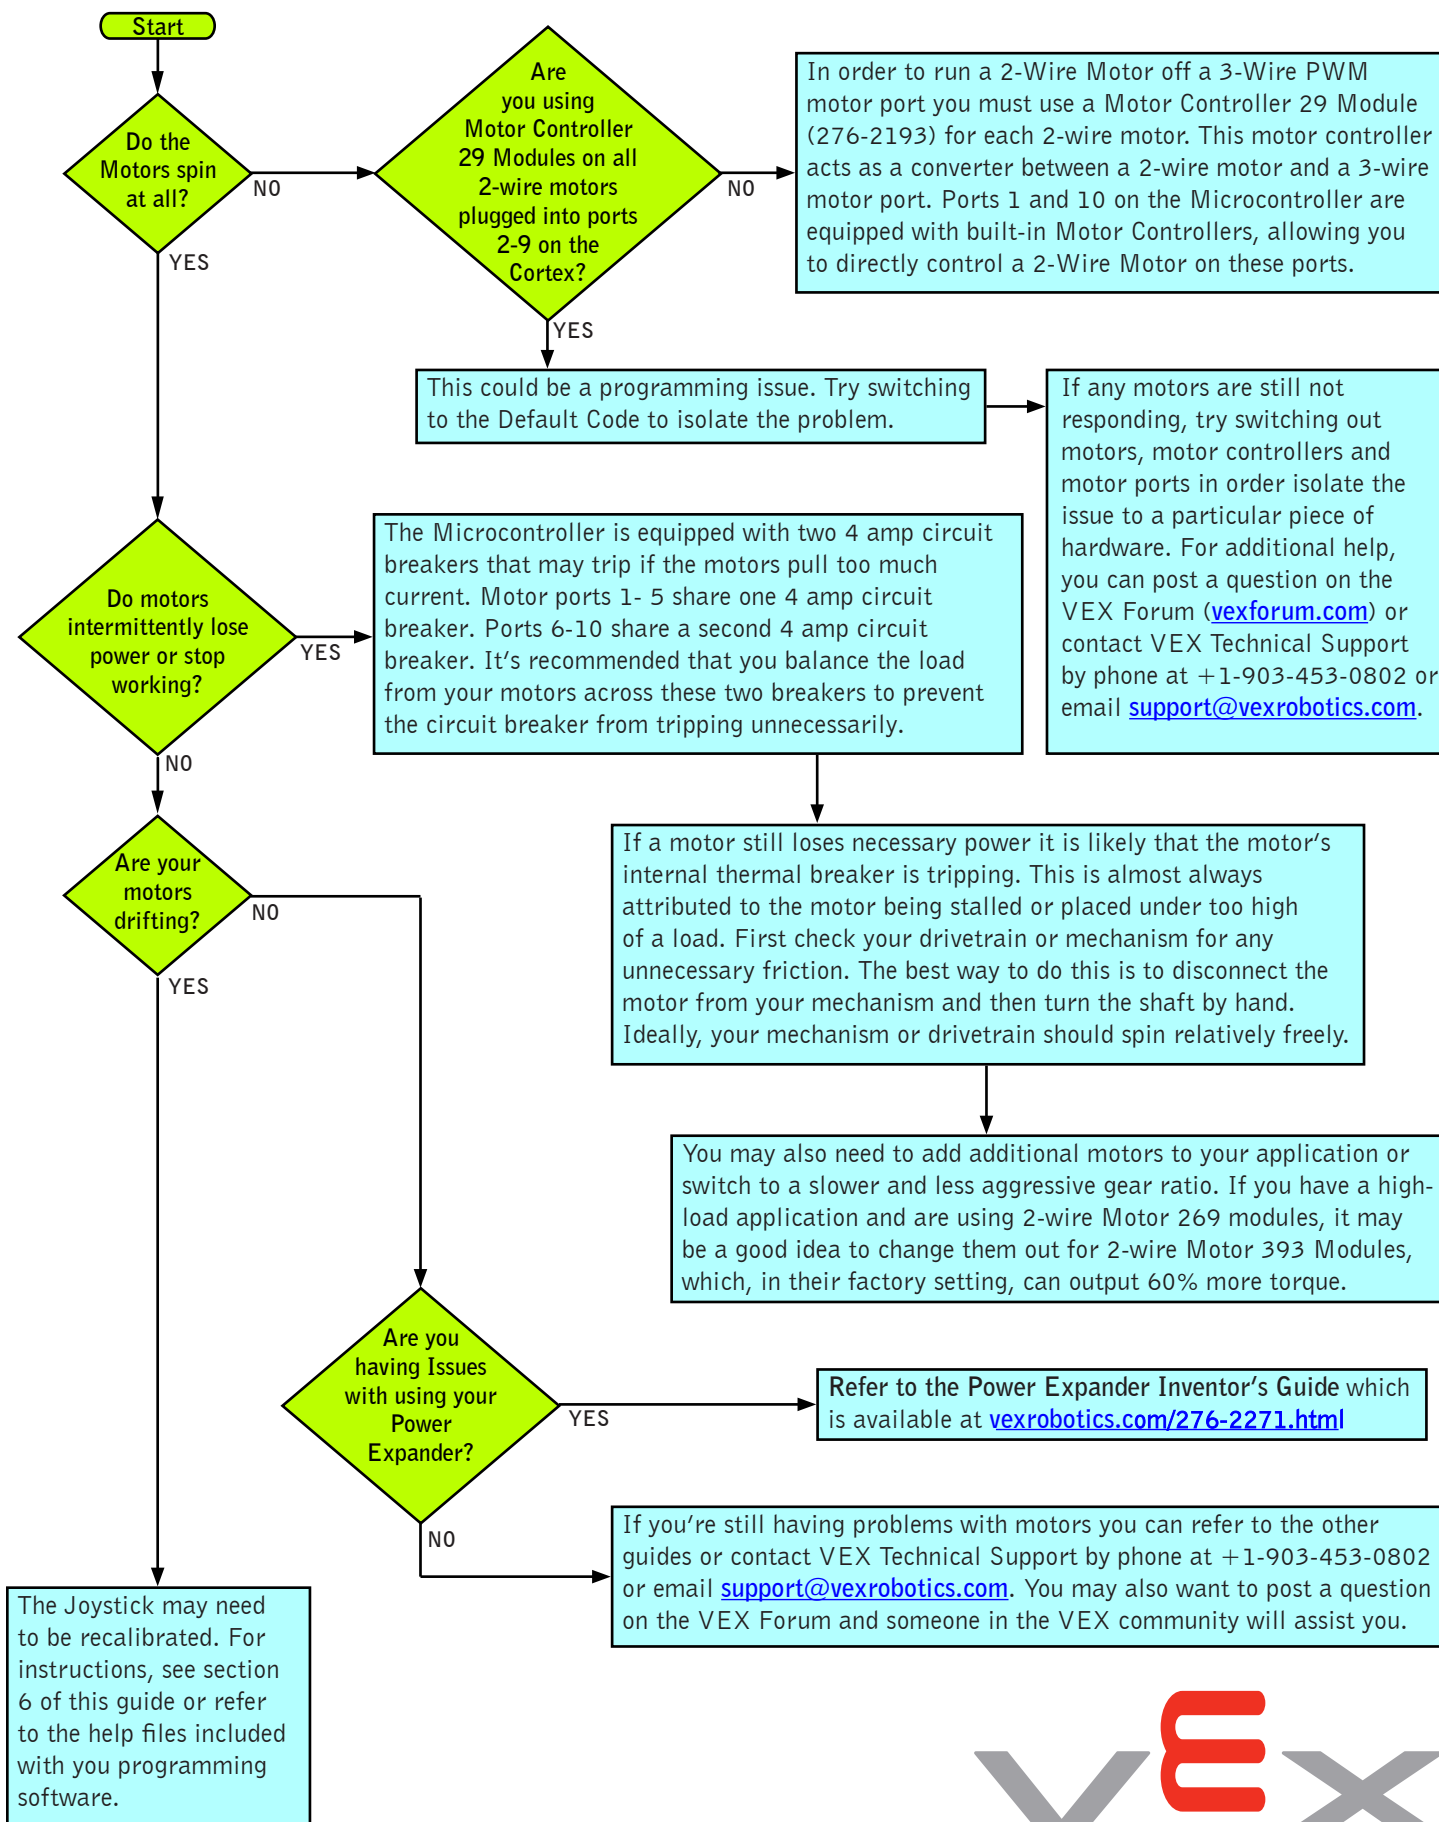 Start
Do the
Motors spin
at all?
NO
YES
Are
you using
Motor Controller
29 Modules on all
2-wire motors
plugged into ports
2-9 on the
Cortex?
NO
YES
In order to run a 2-Wire Motor off a 3-Wire PWM
motor port you must use a Motor Controller 29 Module
(276-2193) for each 2-wire motor. This motor controller
acts as a converter between a 2-wire motor and a 3-wire
motor port. Ports 1 and 10 on the Microcontroller are
equipped with built-in Motor Controllers, allowing you
to directly control a 2-Wire Motor on these ports.
This could be a programming issue. Try switching
to the Default Code to isolate the problem.
If any motors are still not
responding, try switching out
motors, motor controllers and
motor ports in order isolate the
issue to a particular piece of
hardware. For additional help,
you can post a question on the
VEX Forum (vexforum.com) or
contact VEX Technical Support
by phone at +1-903-453-0802 or
email support@vexrobotics.com.
Do motors
intermittently lose
power or stop
working?
YES
NO
The Microcontroller is equipped with two 4 amp circuit
breakers that may trip if the motors pull too much
current. Motor ports 1- 5 share one 4 amp circuit
breaker. Ports 6-10 share a second 4 amp circuit
breaker. It's recommended that you balance the load
from your motors across these two breakers to prevent
the circuit breaker from tripping unnecessarily.
If a motor still loses necessary power it is likely that the motor's
internal thermal breaker is tripping. This is almost always
attributed to the motor being stalled or placed under too high
of a load. First check your drivetrain or mechanism for any
unnecessary friction. The best way to do this is to disconnect the
motor from your mechanism and then turn the shaft by hand.
Ideally, your mechanism or drivetrain should spin relatively freely.
You may also need to add additional motors to your application or
switch to a slower and less aggressive gear ratio. If you have a high-
load application and are using 2-wire Motor 269 modules, it may
be a good idea to change them out for 2-wire Motor 393 Modules,
which, in their factory setting, can output 60% more torque.
Are your
motors
drifting?
NO
YES
Are you
having Issues
with using your
Power
Expander?
YES
NO
Refer to the Power Expander Inventor's Guide which
is available at vexrobotics.com/276-2271.html
If you're still having problems with motors you can refer to the other
guides or contact VEX Technical Support by phone at +1-903-453-0802
or email support@vexrobotics.com. You may also want to post a question
on the VEX Forum and someone in the VEX community will assist you.
The Joystick may need
to be recalibrated. For
instructions, see section
6 of this guide or refer
to the help files included
with you programming
software.
VEX